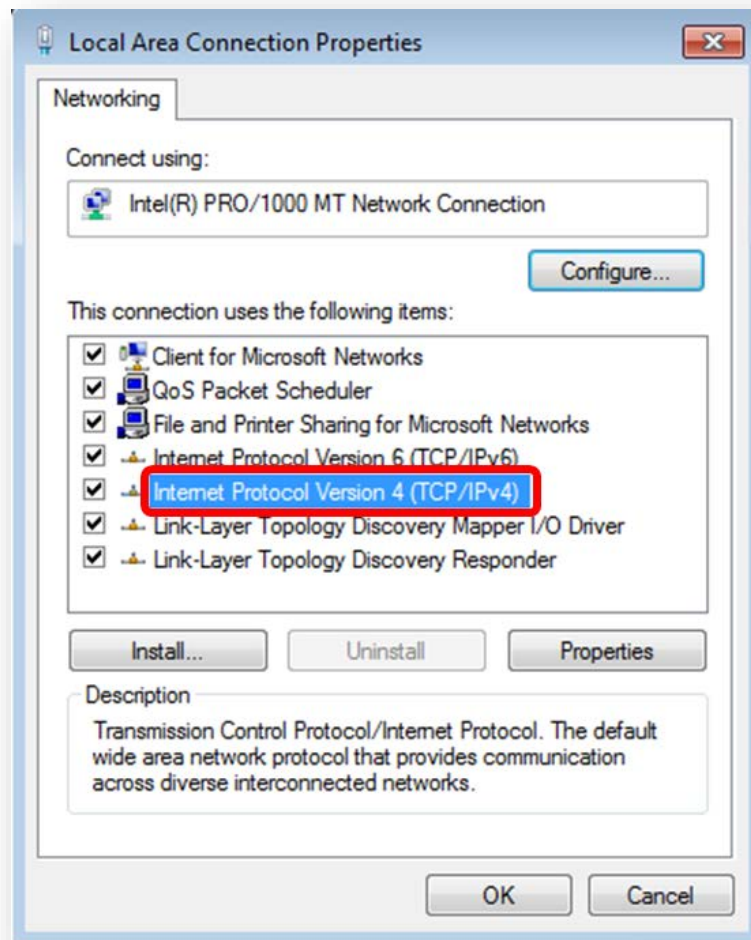 Local Area Connection Properties
Networking
Connect using:
Intel(R) PRO/1000 MT Network Connection
Configure...
This connection uses the following items:
Client for Microsoft Networks
QoS Packet Scheduler
File and Printer Sharing for Microsoft Networks
Internet Protocol Version 6 (TCP/IPv6)
Internet Protocol Version 4 (TCP/IPv4)
Link-Layer Topology Discovery Mapper I/O Driver
Link-Layer Topology Discovery Responder
Install... Uninstall Properties
Description
Transmission Control Protocol/Internet Protocol. The default
wide area network protocol that provides communication
across diverse interconnected networks.
OK Cancel